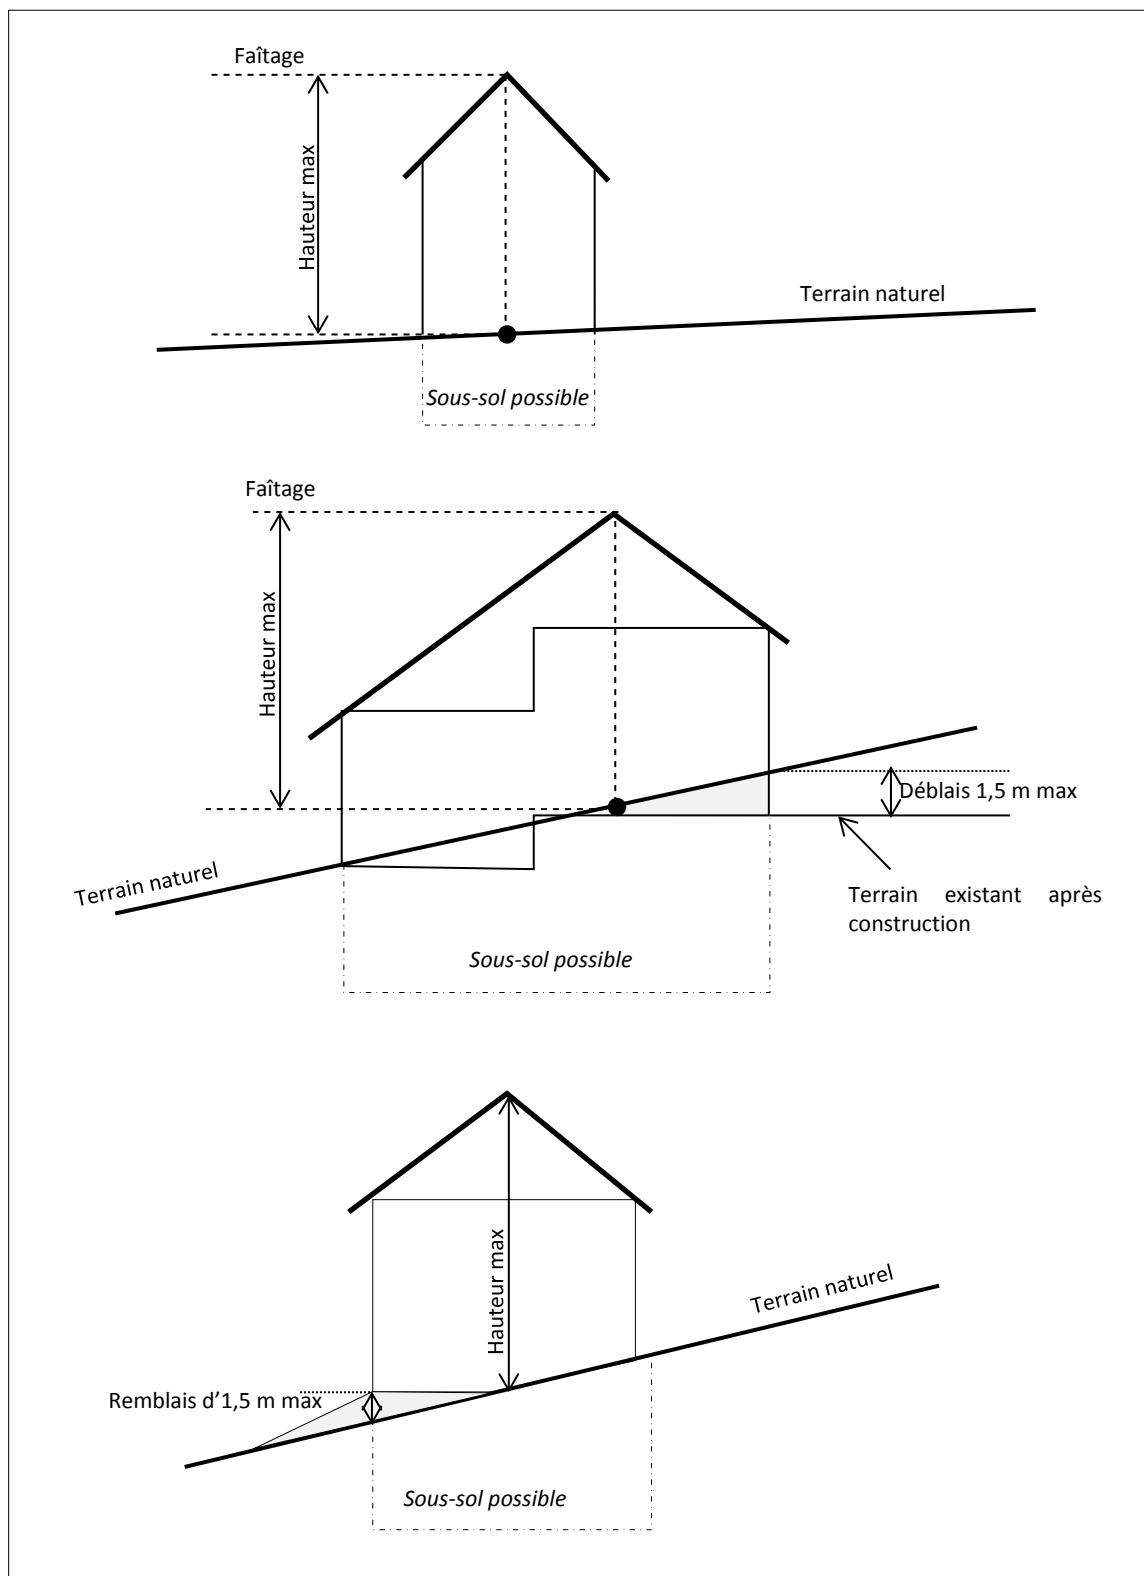 Faîtage
Hauteur max
Terrain naturel
Sous-sol possible
Faîtage
Hauteur max
Déblais 1,5 m max
Terrain naturel
Terrain existant après
construction
Sous-sol possible
Hauteur max
Terrain naturel
Remblais d’1,5 m max
Sous-sol possible